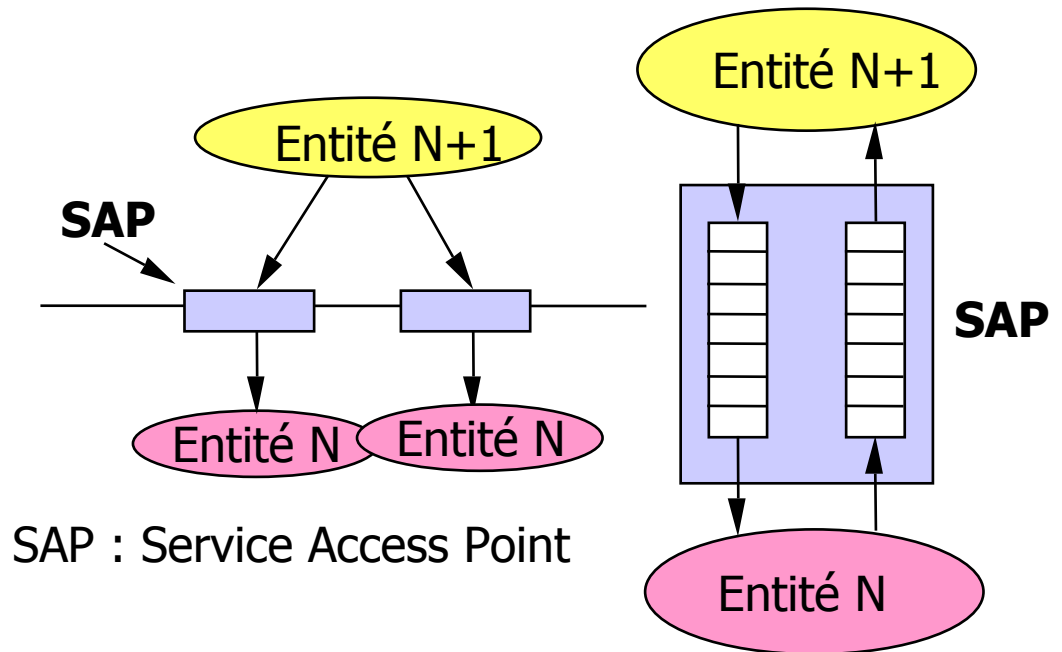 Entité N+1
SAP
Entité N
Entité N
SAP : Service Access Point
Entité N+1
SAP
Entité N